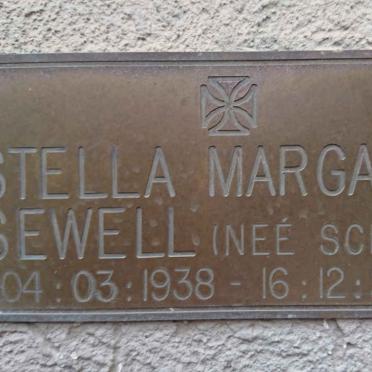 STELLA MARGA
SEWELL (NEÉ SC
04:03:1938 - 16:12: